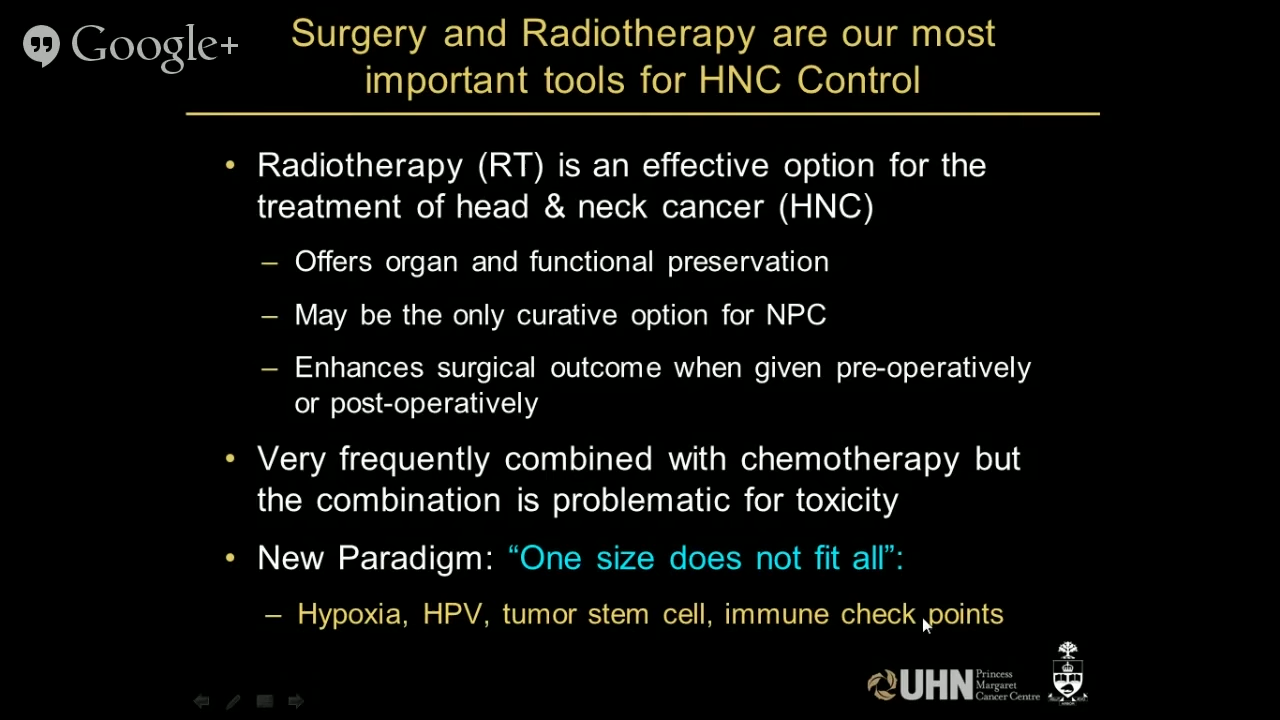 Google+
Surgery and Radiotherapy are our most
important tools for HNC Control
• Radiotherapy (RT) is an effective option for the
treatment of head & neck cancer (HNC)
– Offers organ and functional preservation
– May be the only curative option for NPC
– Enhances surgical outcome when given pre-operatively
or post-operatively
• Very frequently combined with chemotherapy but
the combination is problematic for toxicity
• New Paradigm: “One size does not fit all”:
– Hypoxia, HPV, tumor stem cell, immune check points
UHN
Princess
Margaret
Cancer Centre